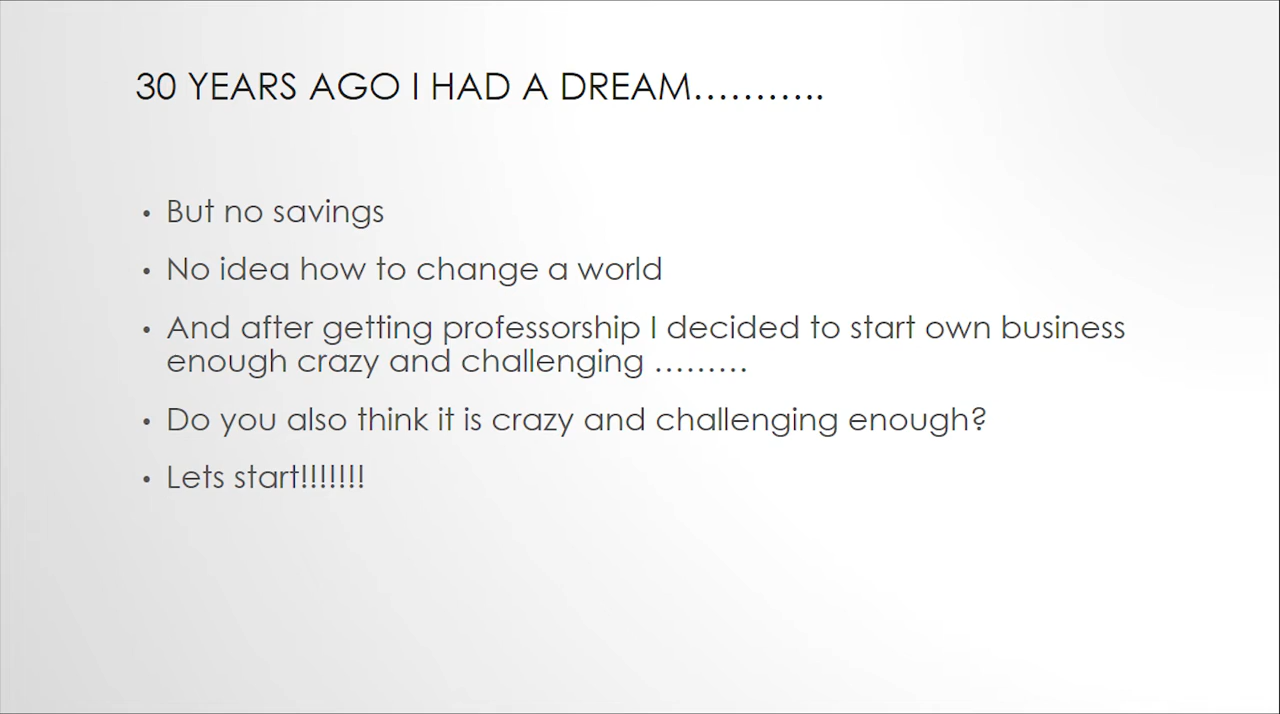 30 YEARS AGO I HAD A DREAM………..
• But no savings
• No idea how to change a world
• And after getting professorship I decided to start own business
enough crazy and challenging ………
• Do you also think it is crazy and challenging enough?
• Lets start!!!!!!!